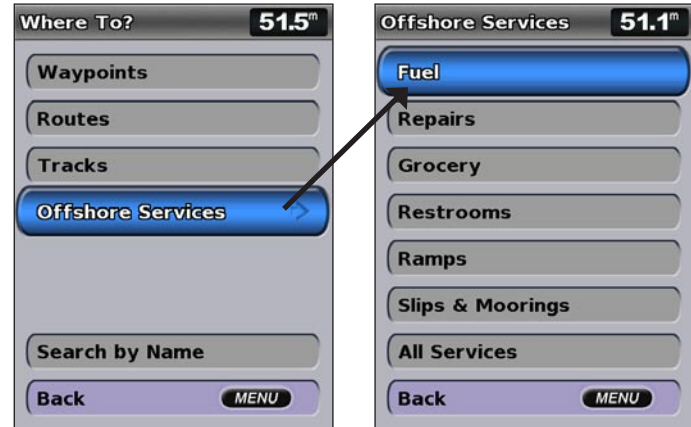 Where To? 51.5m
Waypoints
Routes
Tracks
Offshore Services
Search by Name
Back MENU
Offshore Services 51.1m
Fuel
Repairs
Grocery
Restrooms
Ramps
Slips & Moorings
All Services
Back MENU